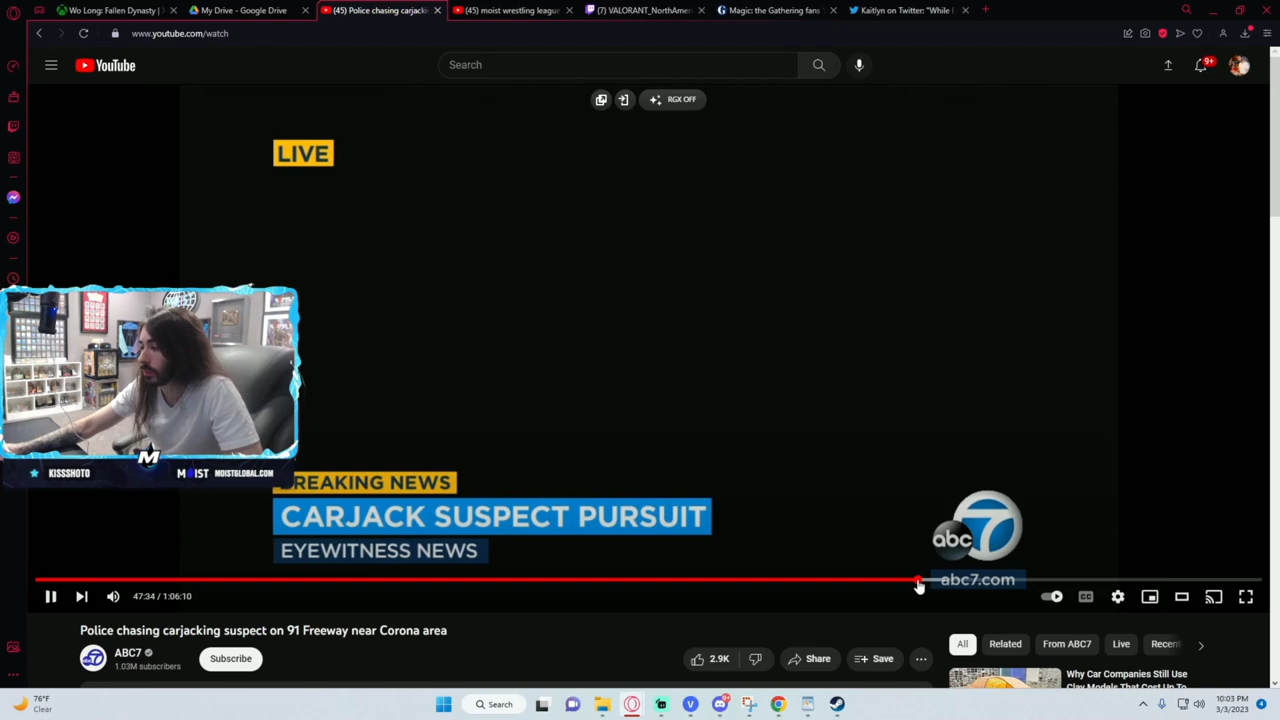 Wo Long: Fallen Dynasty
My Drive - Google Drive
(45) Police chasing carjacki
(45) moist wrestling league
(7) VALORANT_NorthAmer
Magic: the Gathering fans
Kaitlyn on Twitter: "While
www.youtube.com/watch
YouTube
Search
9+
RGX OFF
LIVE
KISSSHOTO
M
MOIST
MOISTGLOBAL.COM
BREAKING NEWS
CARJACK SUSPECT PURSUIT
EYEWITNESS NEWS
abc 7
abc7.com
47:34 / 1:06:10
CC
Police chasing carjacking suspect on 91 Freeway near Corona area
ABC7
1.03M subscribers
Subscribe
2.9K
Share
Save
All
Related
From ABC7
Live
Recent
Why Car Companies Still Use
Clay Models That Cost Up To
76°F
Clear
Search
9+
10:03 PM
3/3/2023
4